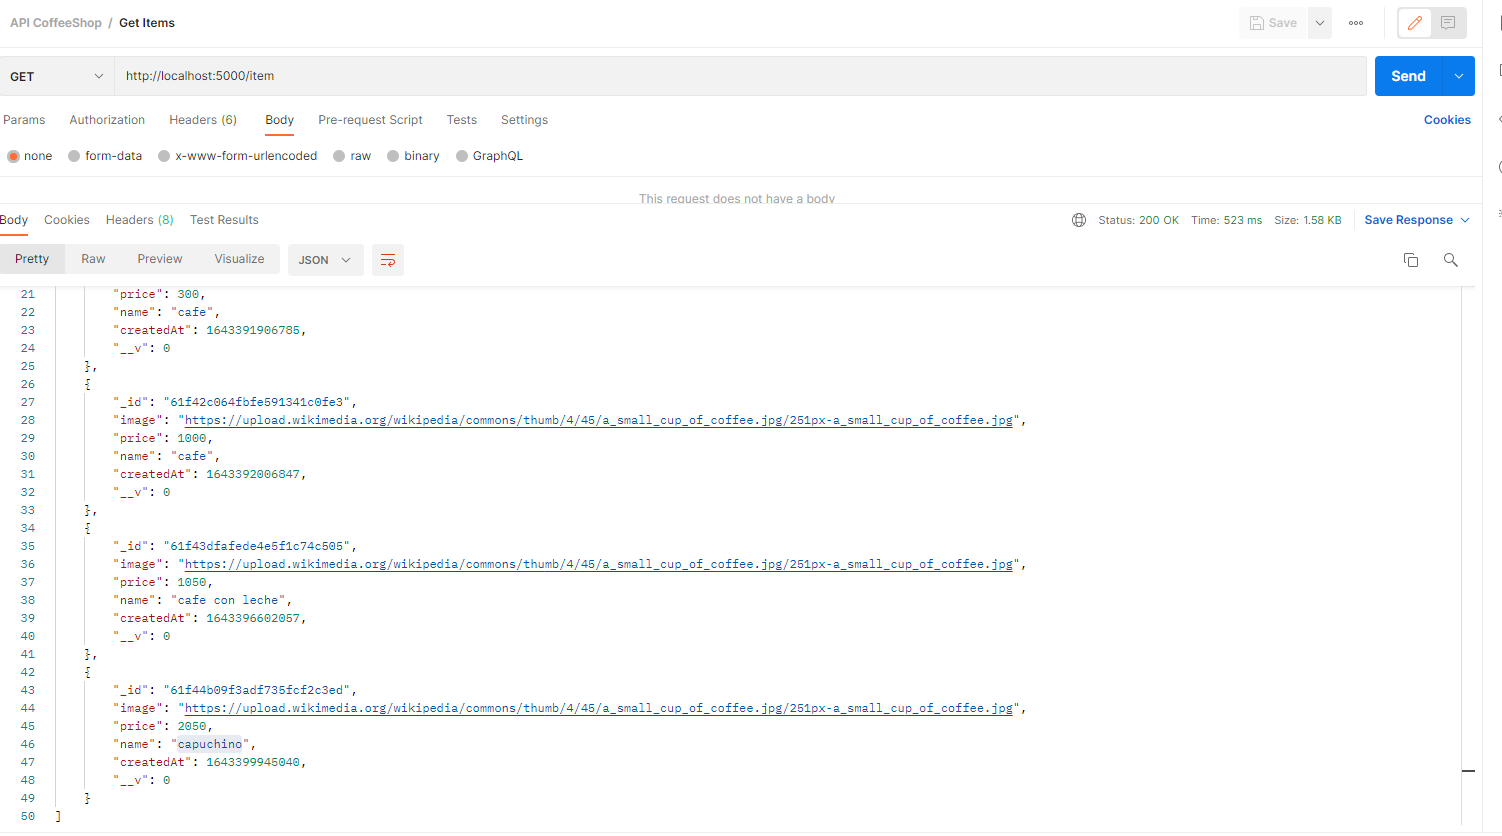 API CoffeeShop / Get Items
Save
GET http://localhost:5000/item Send
Params Authorization Headers (6) Body Pre-request Script Tests Settings Cookies
none form-data x-www-form-urlencoded raw binary GraphQL
This request does not have a body
Body Cookies Headers (8) Test Results Status: 200 OK Time: 523 ms Size: 1.58 KB Save Response
Pretty Raw Preview Visualize JSON
21 "price": 300,
22 "name": "cafe",
23 "createdAt": 1643391906785,
24 "__v": 0
25 },
26 {
27 "_id": "61f42c064fbfe591341c0fe3",
28 "image": "https://upload.wikimedia.org/wikipedia/commons/thumb/4/45/a_small_cup_of_coffee.jpg/251px-a_small_cup_of_coffee.jpg",
29 "price": 1000,
30 "name": "cafe",
31 "createdAt": 1643392006847,
32 "__v": 0
33 },
34 {
35 "_id": "61f43dfafede4e5f1c74c505",
36 "image": "https://upload.wikimedia.org/wikipedia/commons/thumb/4/45/a_small_cup_of_coffee.jpg/251px-a_small_cup_of_coffee.jpg",
37 "price": 1050,
38 "name": "cafe con leche",
39 "createdAt": 1643396602057,
40 "__v": 0
41 },
42 {
43 "_id": "61f44b09f3adf735fcf2c3ed",
44 "image": "https://upload.wikimedia.org/wikipedia/commons/thumb/4/45/a_small_cup_of_coffee.jpg/251px-a_small_cup_of_coffee.jpg",
45 "price": 2050,
46 "name": "capuchino",
47 "createdAt": 1643399945040,
48 "__v": 0
49 }
50 ]